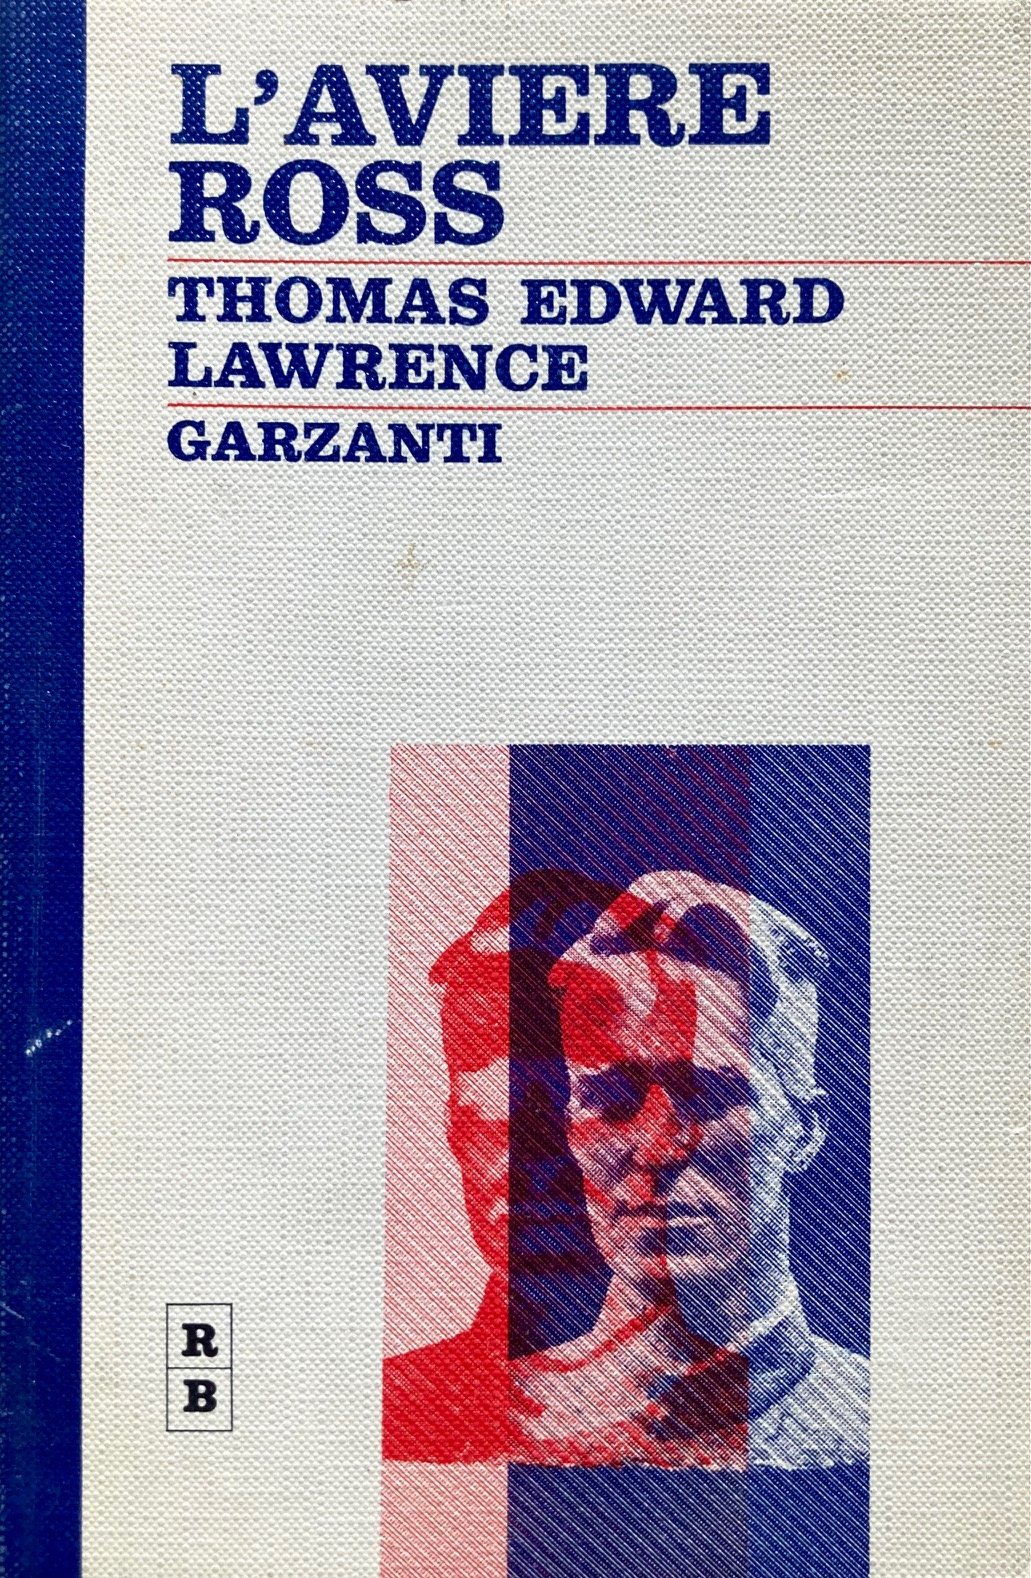 L'AVIERE
ROSS
THOMAS EDWARD
LAWRENCE
GARZANTI
R
B